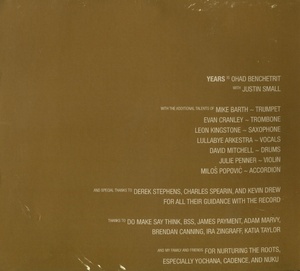 YEARS IS OHAD BENCHETRIT
WITH JUSTIN SMALL
WITH THE ADDITIONAL TALENTS OF MIKE BARTH – TRUMPET
EVAN CRANLEY – TROMBONE
LEON KINGSTONE – SAXOPHONE
LULLABYE ARKESTRA – VOCALS
DAVID MITCHELL – DRUMS
JULIE PENNER – VIOLIN
MILOS POPOVIC – ACCORDION
AND SPECIAL THANKS TO DEREK STEPHENS, CHARLES SPEARIN, AND KEVIN DREW
FOR ALL THEIR GUIDANCE WITH THE RECORD
THANKS TO DO MAKE SAY THINK, BSS, JAMES PAYMENT, ADAM MARVY,
BRENDAN CANNING, IRA ZINGRAFF, KATIA TAYLOR
AND MY FAMILY AND FRIENDS FOR NURTURING THE ROOTS,
ESPECIALLY YOCHANA, CADENCE, AND NUKU